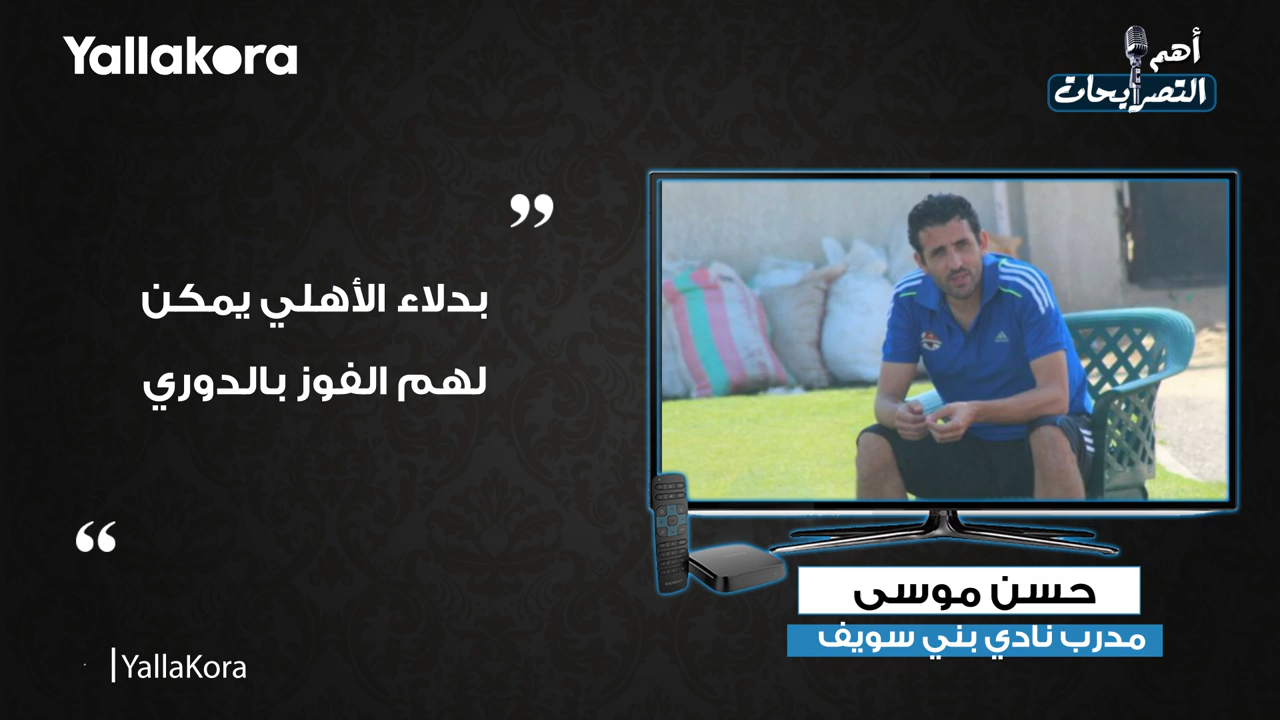 Yallakora
أهم
التصريحات
”
بدلاء الأهلي يمكن
لهم الفوز بالدوري
“
حسن موسى
مدرب نادي بني سويف
|YallaKora